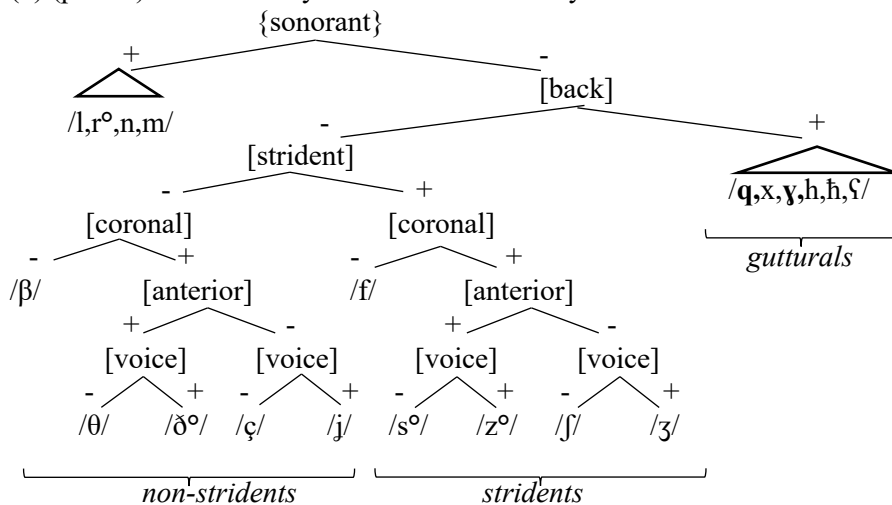 {sonorant}
+ -
[back]
/l,r°,n,m/
- +
[strident]
/q,x,ɣ,h,ħ,ʕ/
- +
[coronal] [coronal]
gutturals
- + - +
/β/ [anterior] /f/ [anterior]
+ - + -
[voice] [voice] [voice] [voice]
- + - + - + - +
/θ/ /ð°/ /ç/ /ʝ/ /s°/ /z°/ /ʃ/ /ʒ/
non-stridents stridents